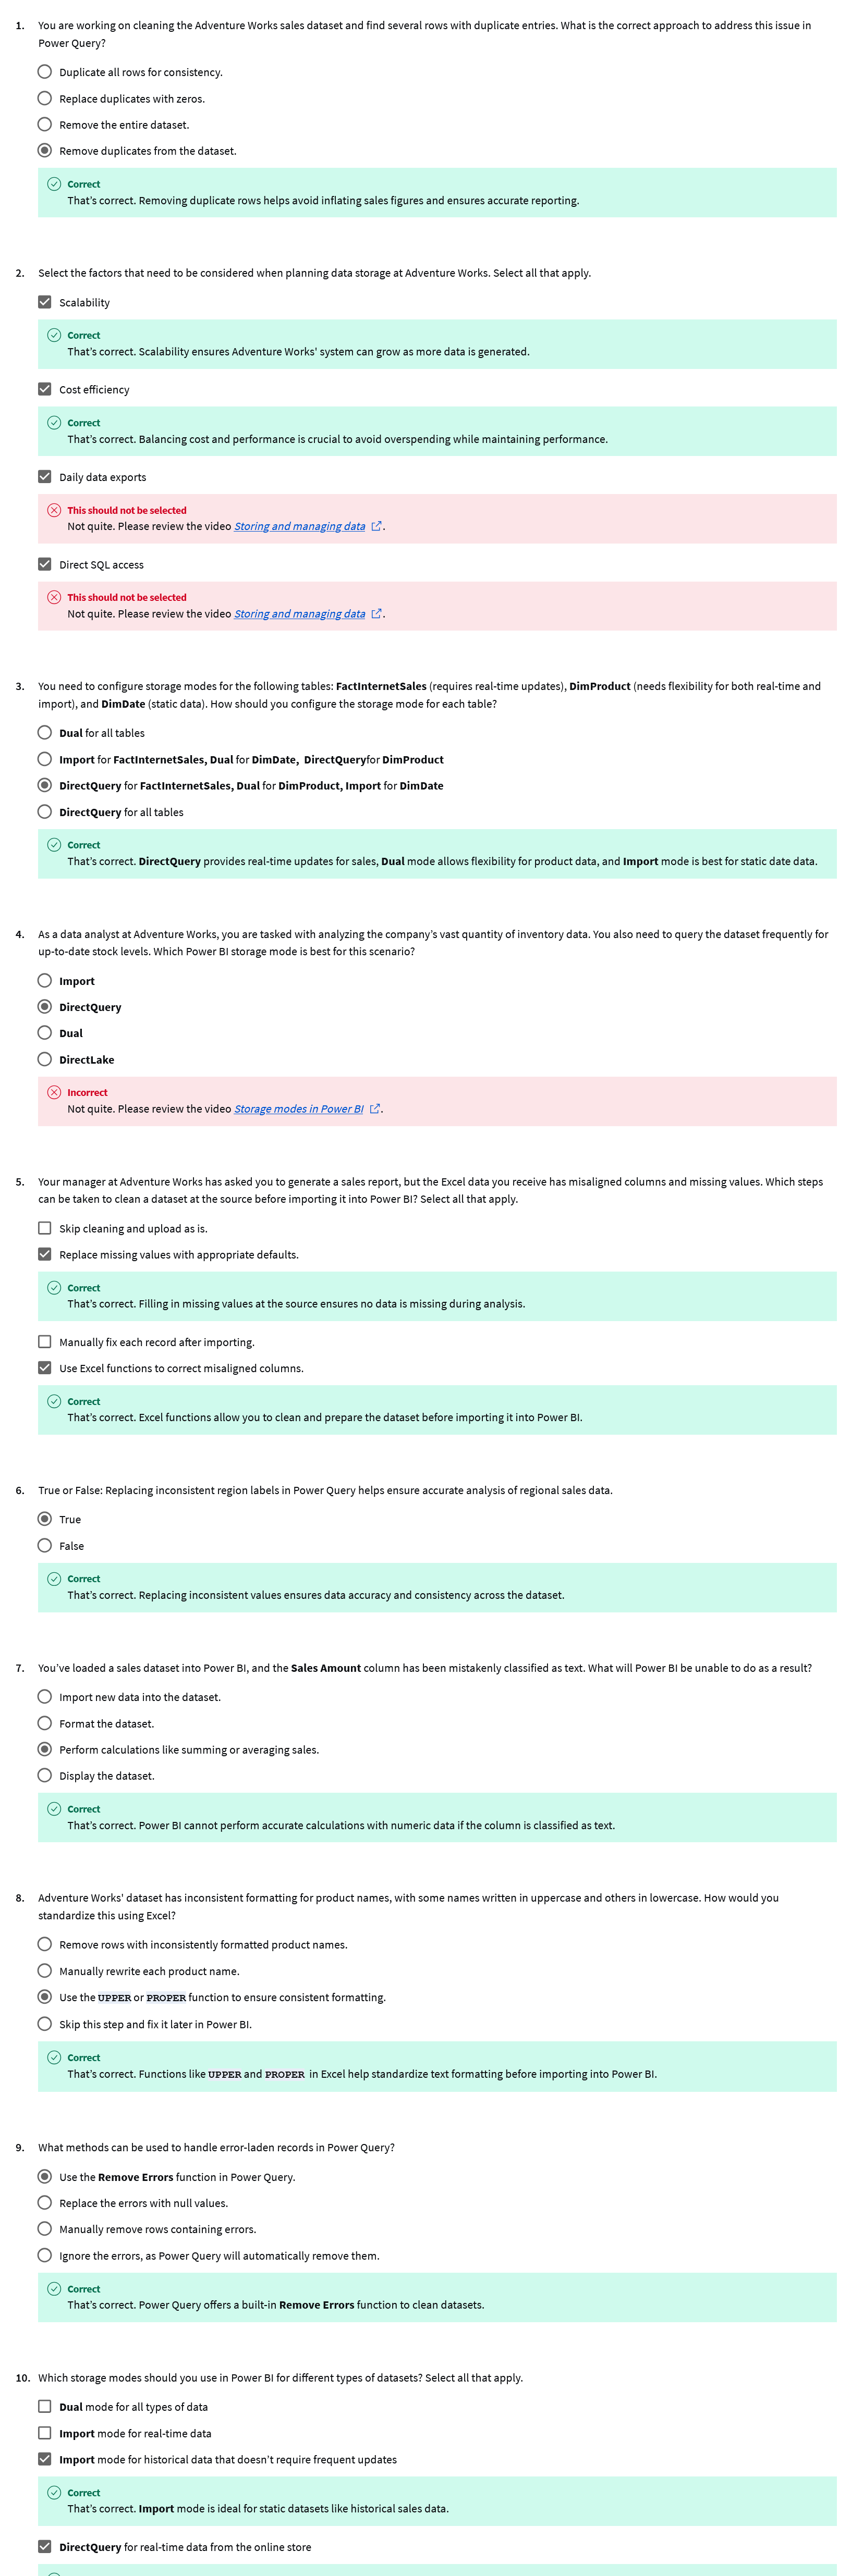 1. You are working on cleaning the Adventure Works sales dataset and find several rows with duplicate entries. What is the correct approach to address this issue in
Power Query?
Duplicate all rows for consistency.
Replace duplicates with zeros.
Remove the entire dataset.
Remove duplicates from the dataset.
Correct
That's correct. Removing duplicate rows helps avoid inflating sales figures and ensures accurate reporting.
2. Select the factors that need to be considered when planning data storage at Adventure Works. Select all that apply.
Scalability
Correct
That's correct. Scalability ensures Adventure Works' system can grow as more data is generated.
Cost efficiency
Correct
That's correct. Balancing cost and performance is crucial to avoid overspending while maintaining performance.
Daily data exports
This should not be selected
Not quite. Please review the video Storing and managing data .
Direct SQL access
This should not be selected
Not quite. Please review the video Storing and managing data .
3. You need to configure storage modes for the following tables: FactInternetSales (requires real-time updates), DimProduct (needs flexibility for both real-time and
import), and DimDate (static data). How should you configure the storage mode for each table?
Dual for all tables
Import for FactInternetSales, Dual for DimDate, DirectQueryfor DimProduct
DirectQuery for FactInternetSales, Dual for DimProduct, Import for DimDate
DirectQuery for all tables
Correct
That's correct. DirectQuery provides real-time updates for sales, Dual mode allows flexibility for product data, and Import mode is best for static date data.
4. As a data analyst at Adventure Works, you are tasked with analyzing the company's vast quantity of inventory data. You also need to query the dataset frequently for
up-to-date stock levels. Which Power BI storage mode is best for this scenario?
Import
DirectQuery
Dual
DirectLake
Incorrect
Not quite. Please review the video Storage modes in Power BI .
5. Your manager at Adventure Works has asked you to generate a sales report, but the Excel data you receive has misaligned columns and missing values. Which steps
can be taken to clean a dataset at the source before importing it into Power BI? Select all that apply.
Skip cleaning and upload as is.
Replace missing values with appropriate defaults.
Correct
That's correct. Filling in missing values at the source ensures no data is missing during analysis.
Manually fix each record after importing.
Use Excel functions to correct misaligned columns.
Correct
That's correct. Excel functions allow you to clean and prepare the dataset before importing it into Power BI.
6. True or False: Replacing inconsistent region labels in Power Query helps ensure accurate analysis of regional sales data.
True
False
Correct
That's correct. Replacing inconsistent values ensures data accuracy and consistency across the dataset.
7. You've loaded a sales dataset into Power BI, and the Sales Amount column has been mistakenly classified as text. What will Power BI be unable to do as a result?
Import new data into the dataset.
Format the dataset.
Perform calculations like summing or averaging sales.
Display the dataset.
Correct
That's correct. Power BI cannot perform accurate calculations with numeric data if the column is classified as text.
8. Adventure Works' dataset has inconsistent formatting for product names, with some names written in uppercase and others in lowercase. How would you
standardize this using Excel?
Remove rows with inconsistently formatted product names.
Manually rewrite each product name.
Use the UPPER or PROPER function to ensure consistent formatting.
Skip this step and fix it later in Power BI.
Correct
That's correct. Functions like UPPER and PROPER in Excel help standardize text formatting before importing into Power BI.
9. What methods can be used to handle error-laden records in Power Query?
Use the Remove Errors function in Power Query.
Replace the errors with null values.
Manually remove rows containing errors.
Ignore the errors, as Power Query will automatically remove them.
Correct
That's correct. Power Query offers a built-in Remove Errors function to clean datasets.
10. Which storage modes should you use in Power BI for different types of datasets? Select all that apply.
Dual mode for all types of data
Import mode for real-time data
Import mode for historical data that doesn't require frequent updates
Correct
That's correct. Import mode is ideal for static datasets like historical sales data.
DirectQuery for real-time data from the online store